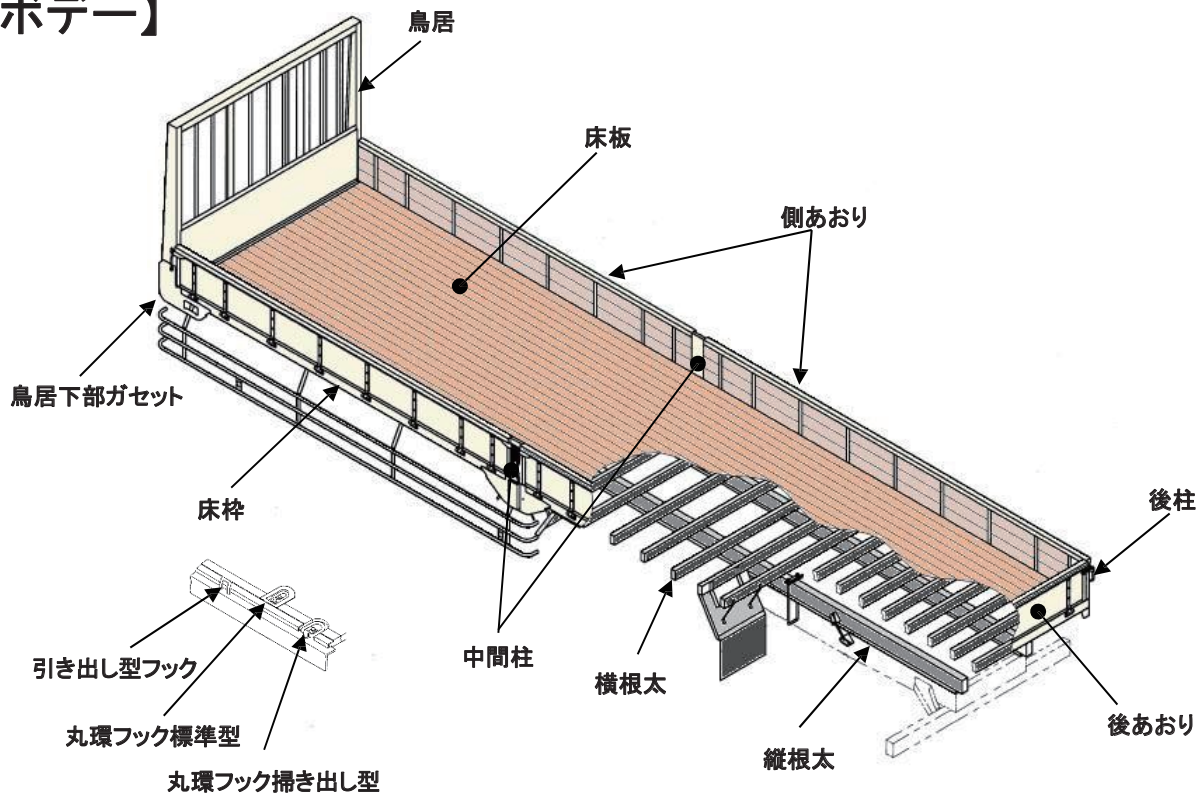 ボデー】
鳥居
床板
側あおり
鳥居下部ガセット
床枠
後柱
引き出し型フック
中間柱
横根太
丸環フック標準型
後あおり
縦根太
丸環フック掃き出し型